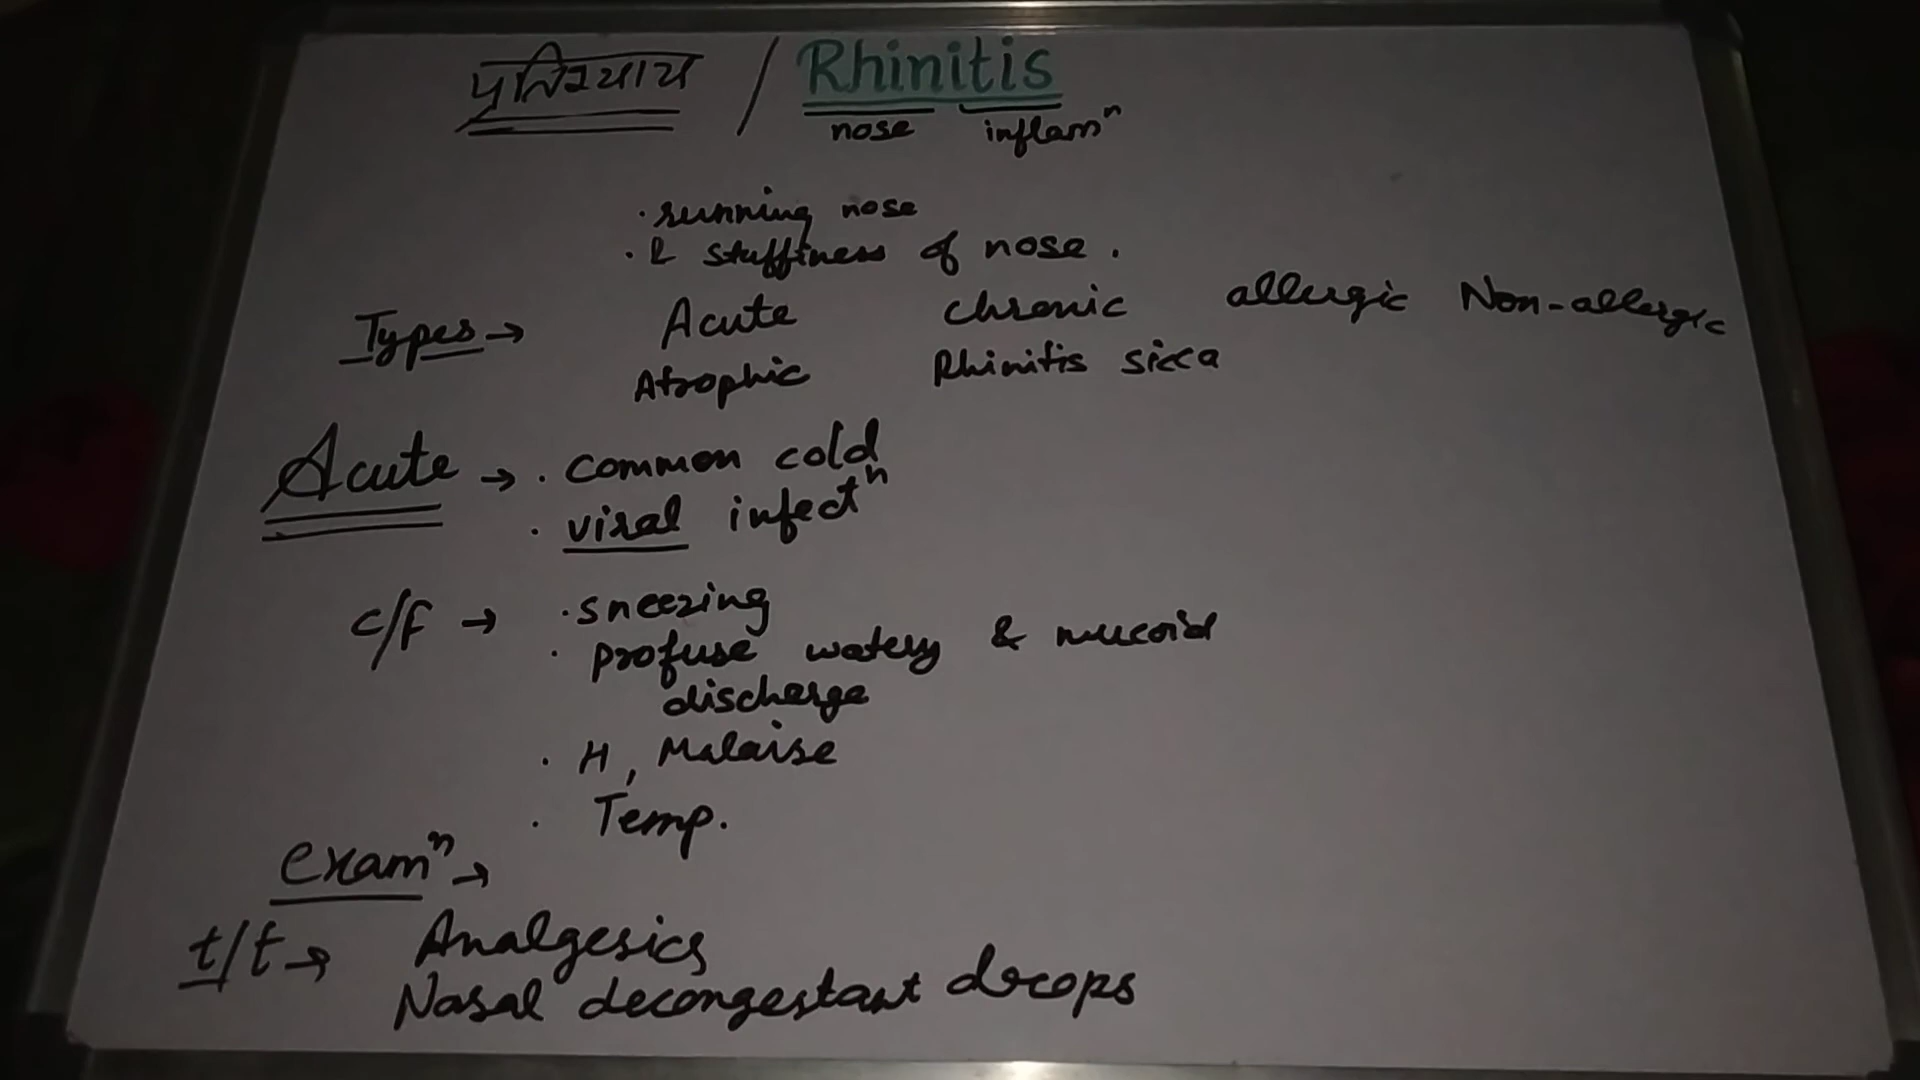 प्रतिश्याय / Rhinitis
nose inflamⁿ
· running nose
· & stuffiness of nose.
Types → Acute chronic allergic Non-allergic
Atrophic Rhinitis sicca
Acute → · common cold
· viral infectⁿ
c/f → · sneezing
· profuse watery & mucoid
discharge
· H, Malaise
· Temp.
examⁿ →
t/t → Analgesics
Nasal decongestant drops